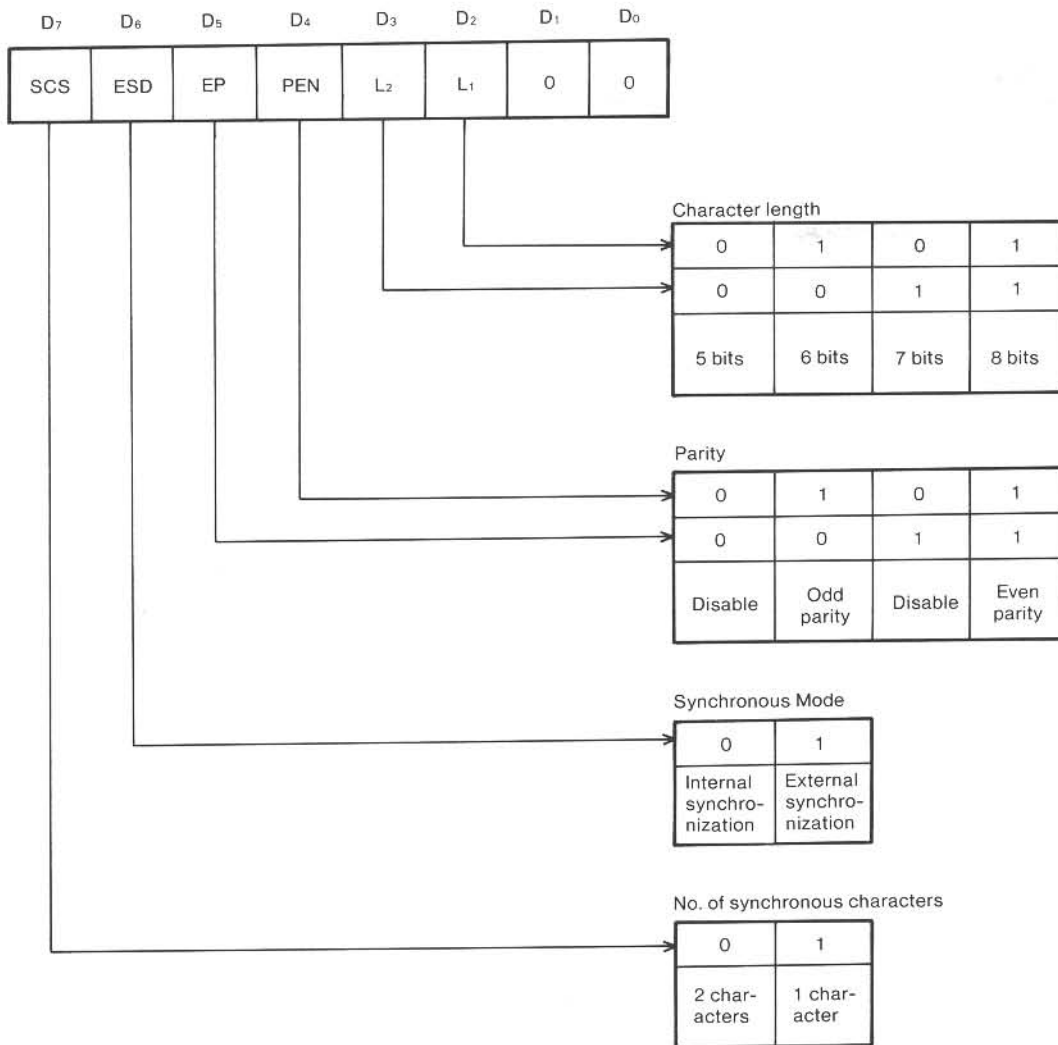 D₇ D₆ D₅ D₄ D₃ D₂ D₁ D₀
SCS ESD EP PEN L₂ L₁ 0 0
Character length
0 1 0 1
0 0 1 1
5 bits 6 bits 7 bits 8 bits
Parity
0 1 0 1
0 0 1 1
Disable Odd parity Disable Even parity
Synchronous Mode
0 1
Internal synchro- nization External synchro- nization
No. of synchronous characters
0 1
2 char- acters 1 char- acter